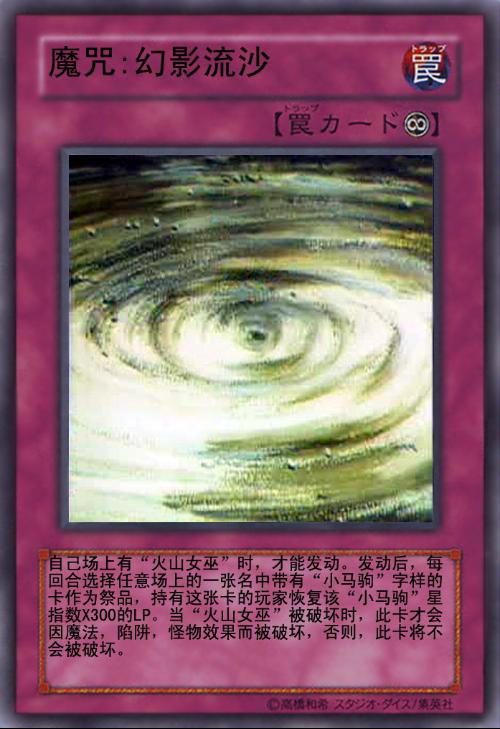 魔咒:幻影流沙
トラップ
罠
トラップ
【罠カード】
自己场上有“火山女巫”时，才能发动。发动后，每
回合选择任意场上的一张名中带有“小马驹”字样的
卡作为祭品，持有这张卡的玩家恢复该“小马驹”星
指数X300的LP。当“火山女巫”被破坏时，此卡才会
因魔法，陷阱，怪物效果而被破坏，否则，此卡将不
会被破坏。
©高橋和希 スタジオ・ダイス/集英社